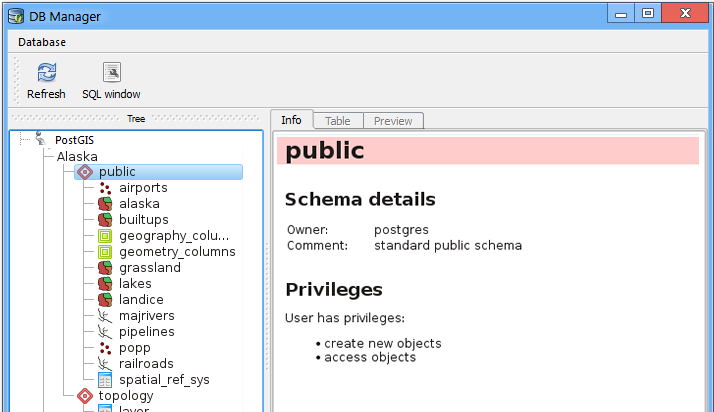 DB Manager
Database
Refresh
SQL window
Tree
PostGIS
Alaska
public
airports
alaska
builtups
geography_colu...
geometry_columns
grassland
lakes
landice
majrivers
pipelines
popp
railroads
spatial_ref_sys
topology
layer
Info Table Preview
public
Schema details
Owner: postgres
Comment: standard public schema
Privileges
User has privileges:
• create new objects
• access objects